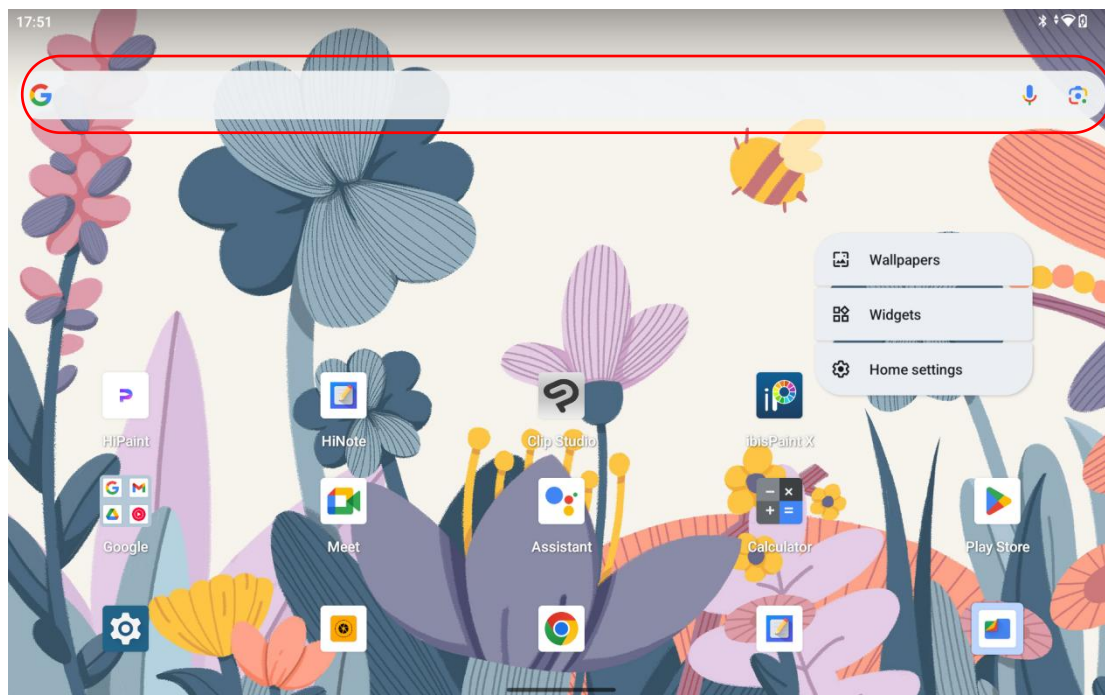 17:51
Wallpapers
Widgets
Home settings
HiPaint
HiNote
Clip Studio
ibisPaint X
Google
Meet
Assistant
Calculator
Play Store